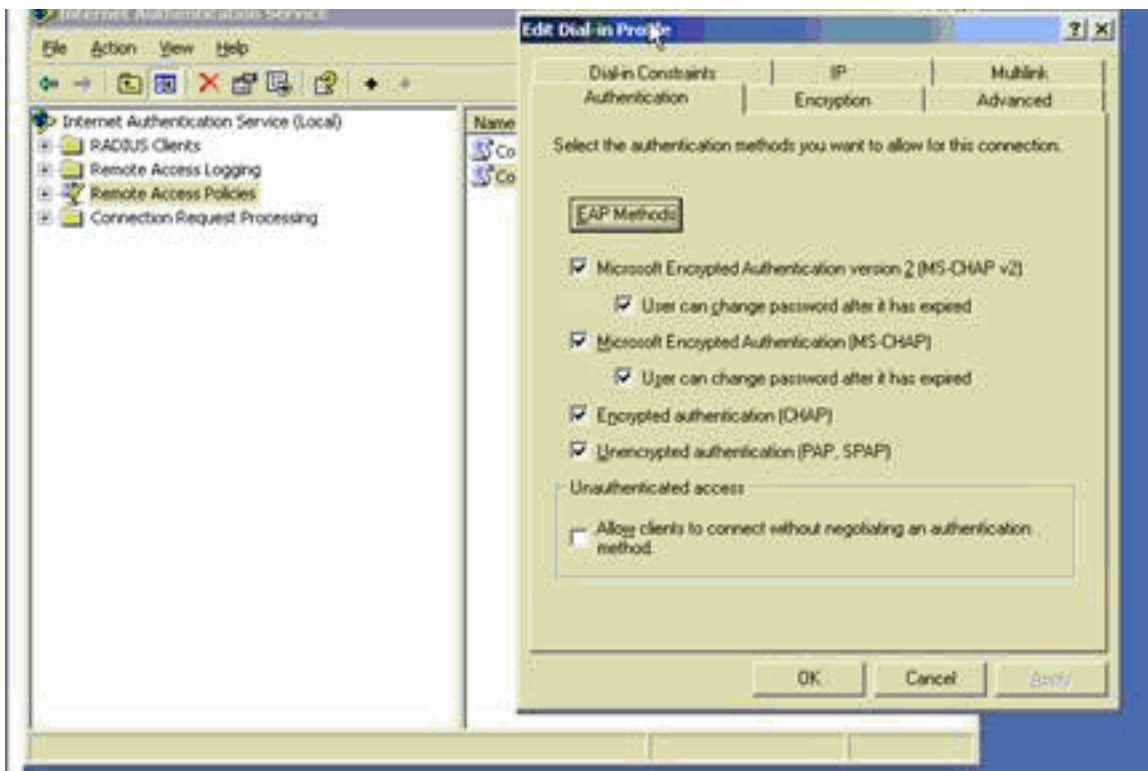 Internet Authentication Service
File Action View Help
Internet Authentication Service (Local)
RADIUS Clients
Remote Access Logging
Remote Access Policies
Connection Request Processing
Name
Co
Co
Edit Dial-in Profile
Dial-in Constraints IP Multilink
Authentication Encryption Advanced
Select the authentication methods you want to allow for this connection.
EAP Methods
Microsoft Encrypted Authentication version 2 (MS-CHAP v2)
User can change password after it has expired
Microsoft Encrypted Authentication (MS-CHAP)
User can change password after it has expired
Encrypted authentication (CHAP)
Unencrypted authentication (PAP, SPAP)
Unauthenticated access
Allow clients to connect without negotiating an authentication
method.
OK Cancel Apply